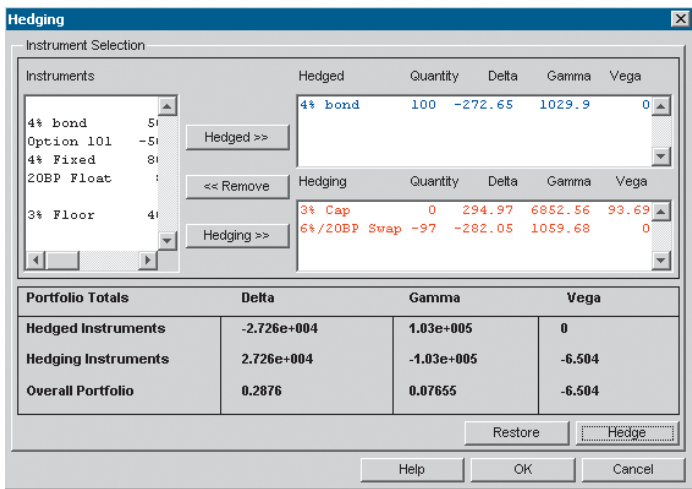 Hedging
Instrument Selection
Instruments
Hedged Quantity Delta Gamma Vega
4% bond 100 -272.65 1029.9 0
4% bond
Option 101
4% Fixed
20BP Float
3% Floor
Hedged >>
<< Remove
Hedging >>
Hedging Quantity Delta Gamma Vega
3% Cap 0 294.97 6852.56 93.69
6%/20BP Swap -97 -282.05 1059.68 0
Portfolio Totals Delta Gamma Vega
Hedged Instruments -2.726e+004 1.03e+005 0
Hedging Instruments 2.726e+004 -1.03e+005 -6.504
Overall Portfolio 0.2876 0.07655 -6.504
Restore Hedge
Help OK Cancel